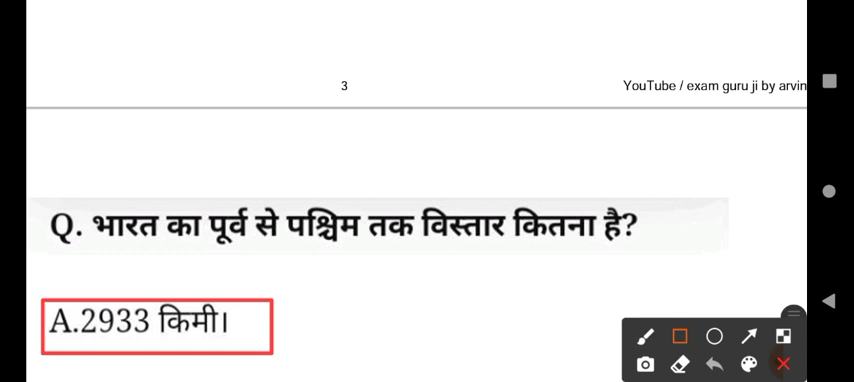 3
YouTube / exam guru ji by arvin
Q. भारत का पूर्व से पश्चिम तक विस्तार कितना है?
A.2933 किमी।